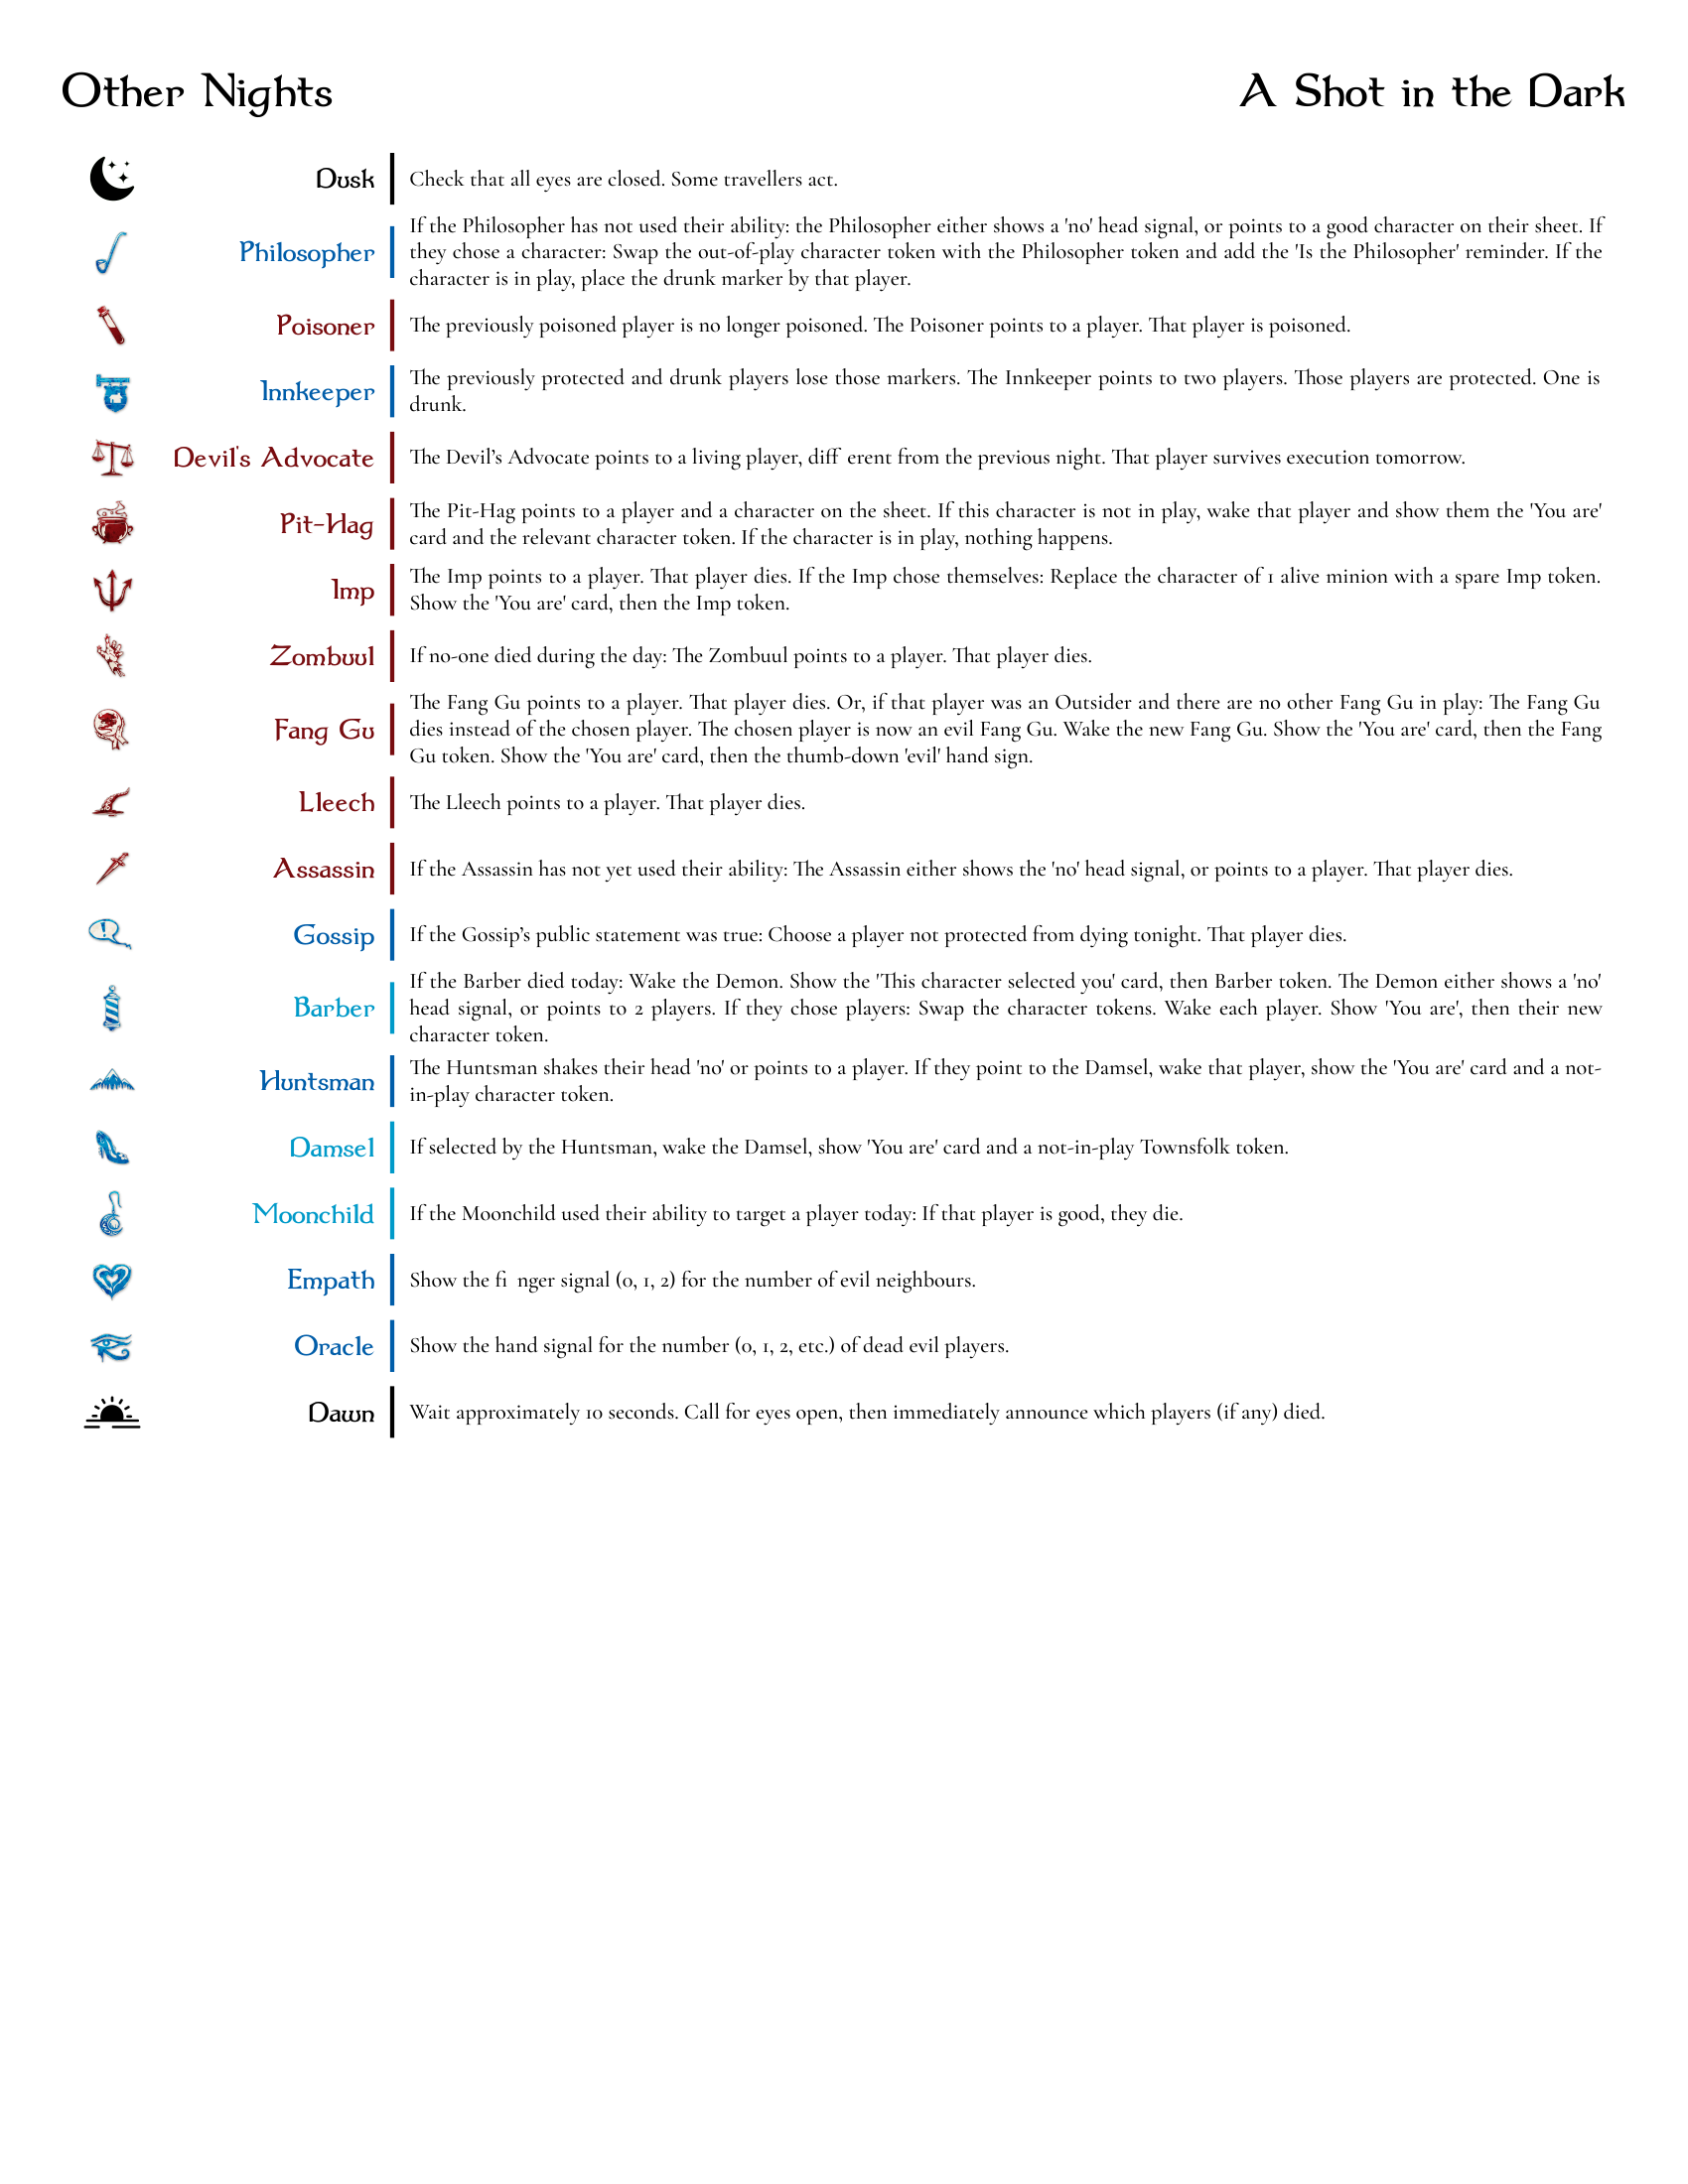 Other Nights
A Shot in the Dark
Dusk
Check that all eyes are closed. Some travellers act.
Philosopher
If the Philosopher has not used their ability: the Philosopher either shows a 'no' head signal, or points to a good character on their sheet. If
they chose a character: Swap the out-of-play character token with the Philosopher token and add the 'Is the Philosopher' reminder. If the
character is in play, place the drunk marker by that player.
Poisoner
The previously poisoned player is no longer poisoned. The Poisoner points to a player. That player is poisoned.
Innkeeper
The previously protected and drunk players lose those markers. The Innkeeper points to two players. Those players are protected. One is
drunk.
Devil's Advocate
The Devil’s Advocate points to a living player, diff erent from the previous night. That player survives execution tomorrow.
Pit-Hag
The Pit-Hag points to a player and a character on the sheet. If this character is not in play, wake that player and show them the 'You are'
card and the relevant character token. If the character is in play, nothing happens.
Imp
The Imp points to a player. That player dies. If the Imp chose themselves: Replace the character of 1 alive minion with a spare Imp token.
Show the 'You are' card, then the Imp token.
Zombuul
If no-one died during the day: The Zombuul points to a player. That player dies.
Fang Gu
The Fang Gu points to a player. That player dies. Or, if that player was an Outsider and there are no other Fang Gu in play: The Fang Gu
dies instead of the chosen player. The chosen player is now an evil Fang Gu. Wake the new Fang Gu. Show the 'You are' card, then the Fang
Gu token. Show the 'You are' card, then the thumb-down 'evil' hand sign.
Lleech
The Lleech points to a player. That player dies.
Assassin
If the Assassin has not yet used their ability: The Assassin either shows the 'no' head signal, or points to a player. That player dies.
Gossip
If the Gossip’s public statement was true: Choose a player not protected from dying tonight. That player dies.
Barber
If the Barber died today: Wake the Demon. Show the 'This character selected you' card, then Barber token. The Demon either shows a 'no'
head signal, or points to 2 players. If they chose players: Swap the character tokens. Wake each player. Show 'You are', then their new
character token.
Huntsman
The Huntsman shakes their head 'no' or points to a player. If they point to the Damsel, wake that player, show the 'You are' card and a not-
in-play character token.
Damsel
If selected by the Huntsman, wake the Damsel, show 'You are' card and a not-in-play Townsfolk token.
Moonchild
If the Moonchild used their ability to target a player today: If that player is good, they die.
Empath
Show the fi nger signal (0, 1, 2) for the number of evil neighbours.
Oracle
Show the hand signal for the number (0, 1, 2, etc.) of dead evil players.
Dawn
Wait approximately 10 seconds. Call for eyes open, then immediately announce which players (if any) died.